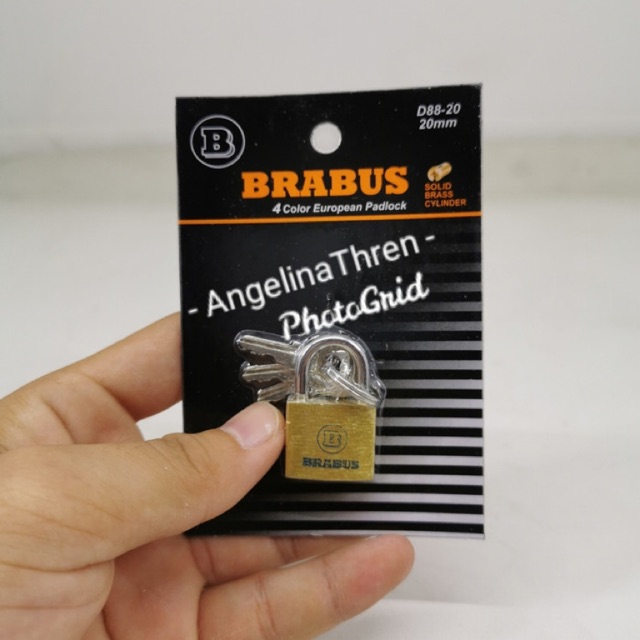 D88-20
20mm
B
BRABUS
4 Color European Padlock
SOLID
BRASS
CYLINDER
- AngelinaThren -
PhotoGrid
B
BRABUS